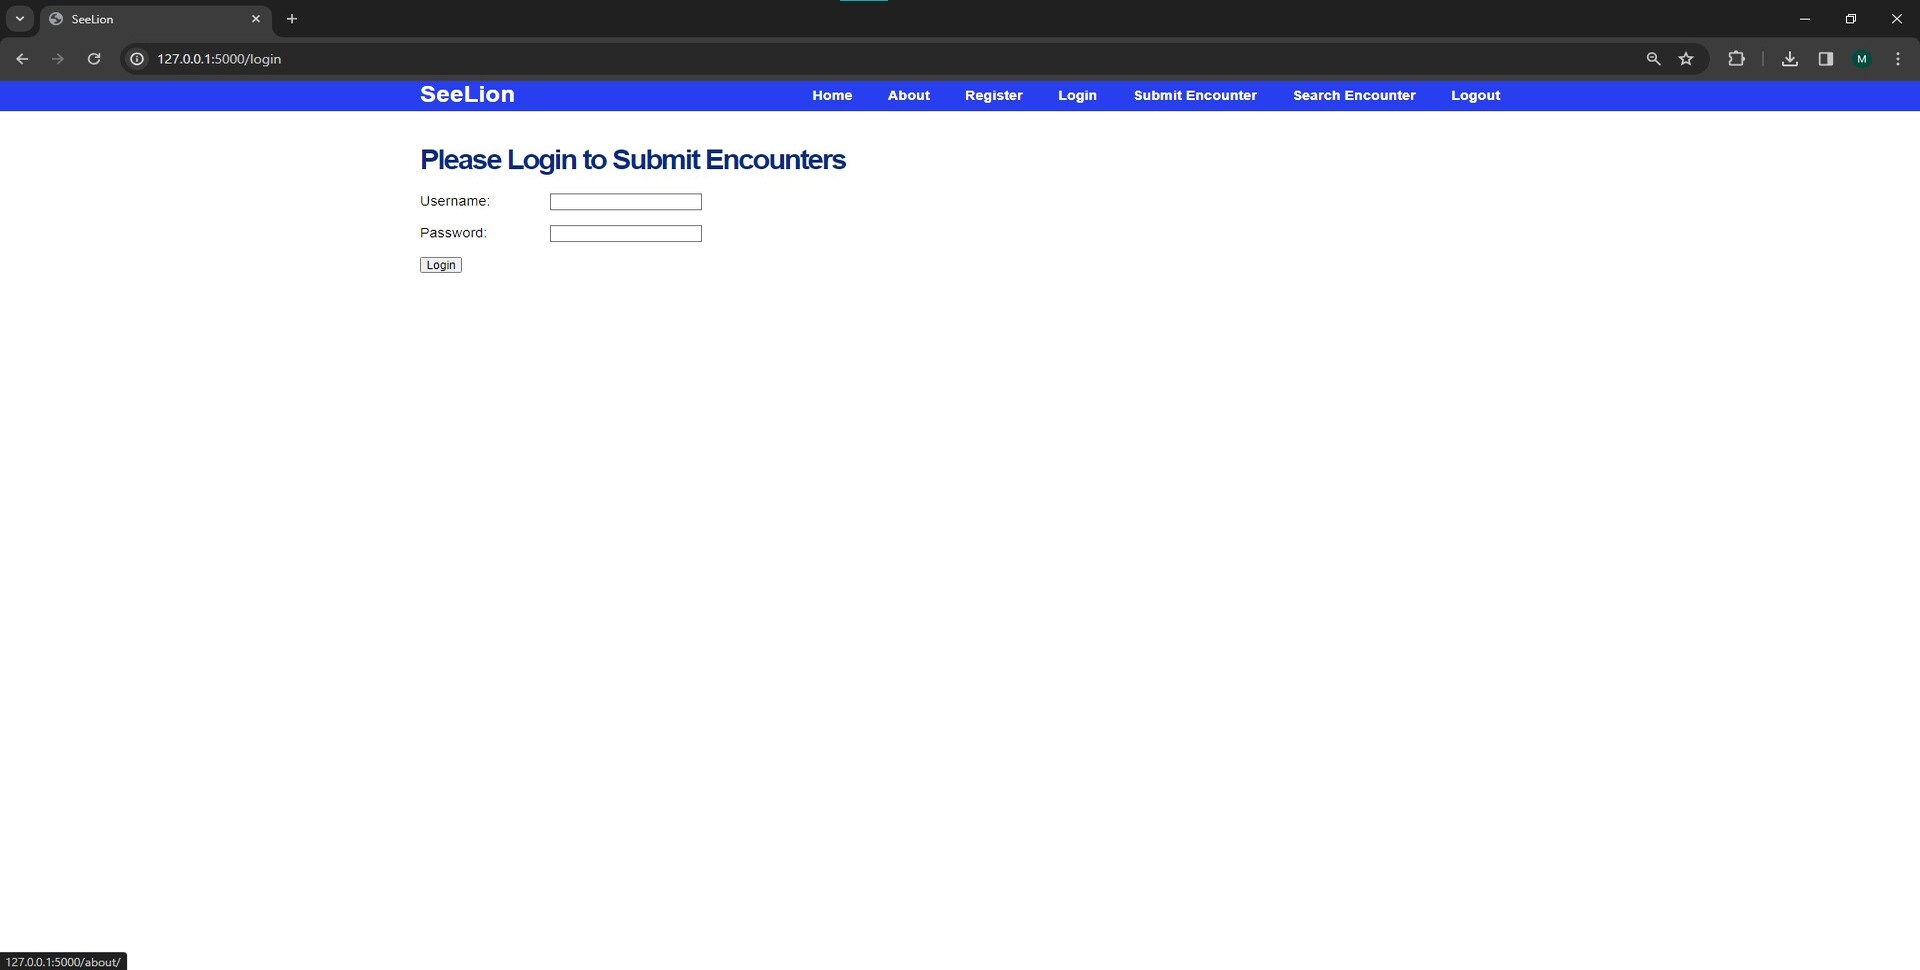 SeeLion
127.0.0.1:5000/login
M
SeeLion
Home About Register Login Submit Encounter Search Encounter Logout
Please Login to Submit Encounters
Username:
Password:
Login
127.0.0.1:5000/about/